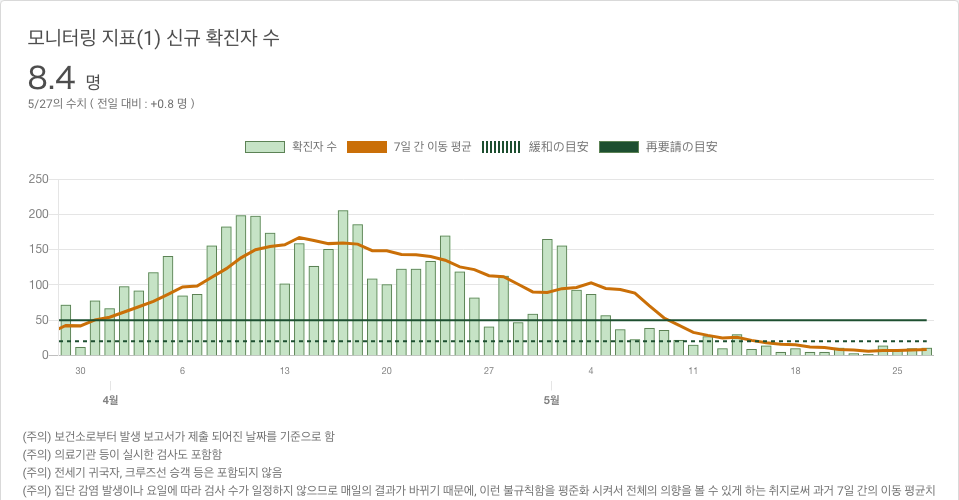 모니터링 지표(1) 신규 확진자 수
8.4 명
5/27의 수치 ( 전일 대비 : +0.8 명 )
확진자 수 7일 간 이동 평균 緩和の目安 再要請の目安
250
200
150
100
50
0
30 6 13 20 27 4 11 18 25
4월 5월
(주의) 보건소로부터 발생 보고서가 제출 되어진 날짜를 기준으로 함
(주의) 의료기관 등이 실시한 검사도 포함함
(주의) 전세기 귀국자, 크루즈선 승객 등은 포함되지 않음
(주의) 집단 감염 발생이나 요일에 따라 검사 수가 일정하지 않으므로 매일의 결과가 바뀌기 때문에, 이런 불규칙함을 평준화 시켜서 전체의 의향을 볼 수 있게 하는 취지로써 과거 7일 간의 이동 평균치